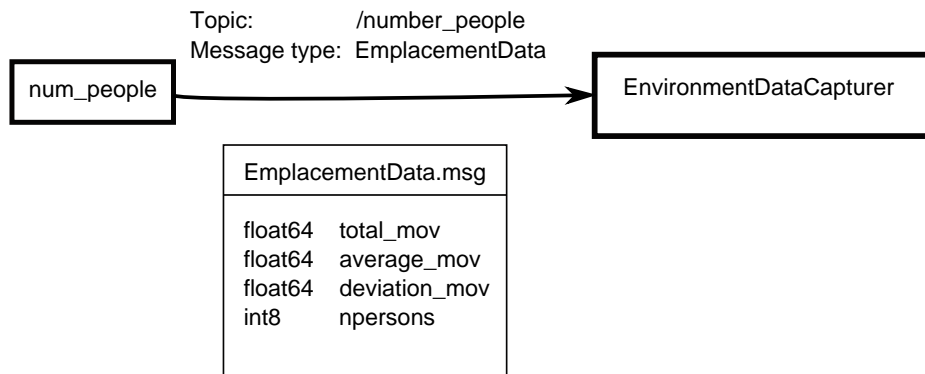 Topic: /number_people
Message type: EmplacementData
num_people
EnvironmentDataCapturer
EmplacementData.msg
float64 total_mov
float64 average_mov
float64 deviation_mov
int8 npersons